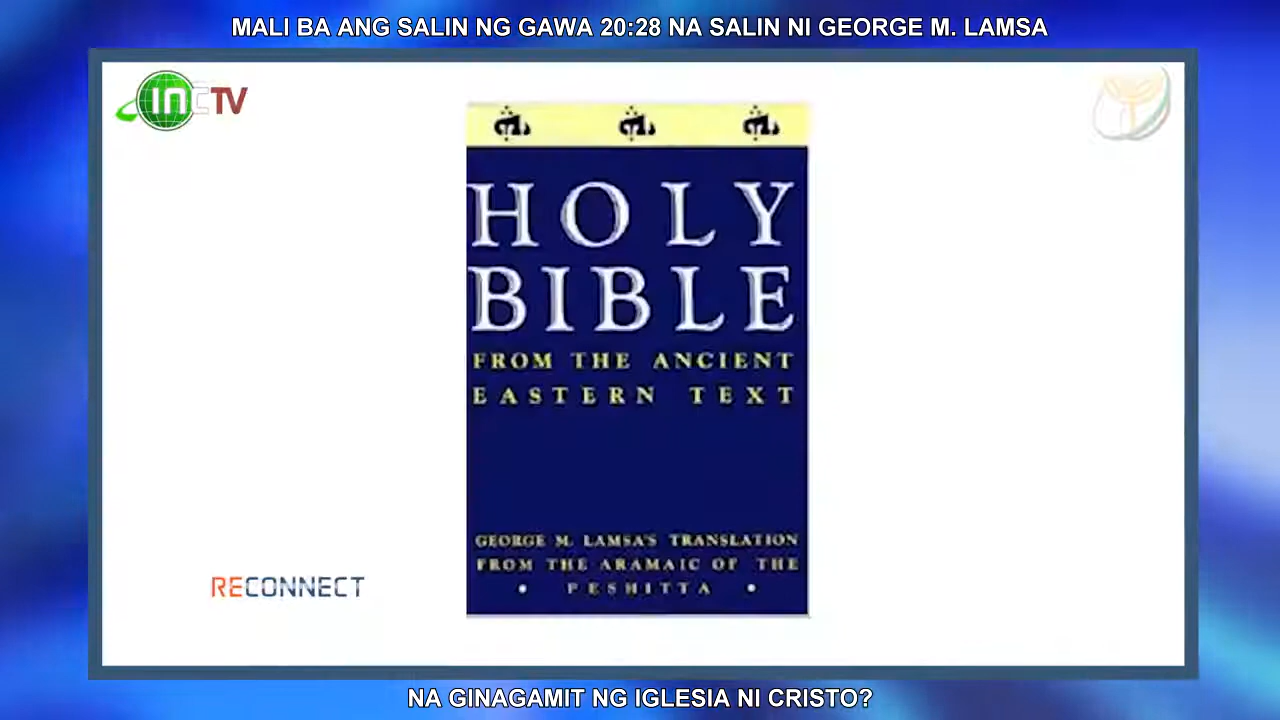 MALI BA ANG SALIN NG GAWA 20:28 NA SALIN NI GEORGE M. LAMSA
INCTV
HOLY
BIBLE
FROM THE ANCIENT
EASTERN TEXT
GEORGE M. LAMSA'S TRANSLATION
FROM THE ARAMAIC OF THE
• PESHITTA •
RECONNECT
NA GINAGAMIT NG IGLESIA NI CRISTO?